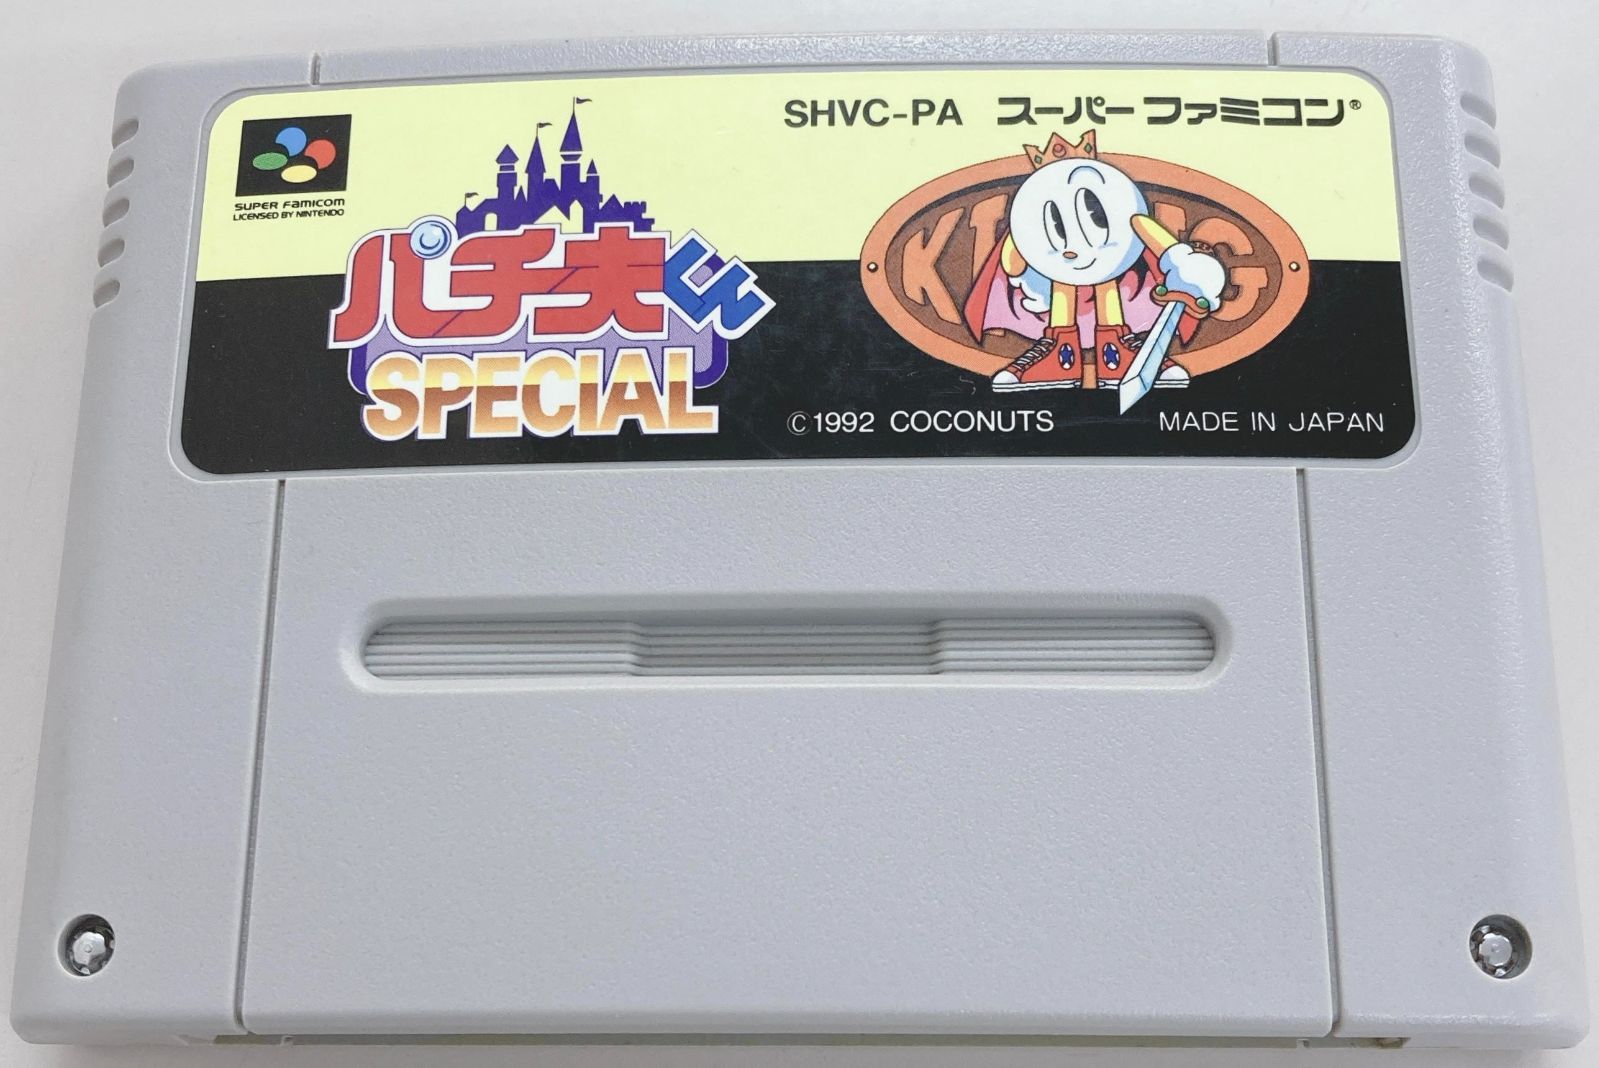 SHVC-PA スーパーファミコン®
SUPER FAMICOM
LICENSED BY NINTENDO
パチ夫くん
SPECIAL
KING
©1992 COCONUTS
MADE IN JAPAN